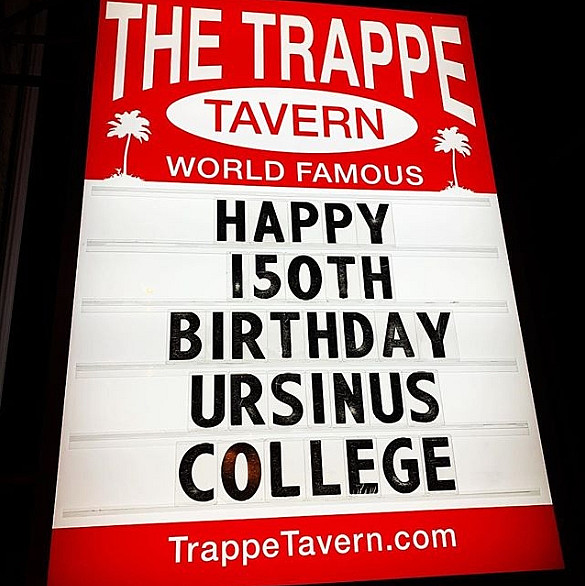 THE TRAPPE
TAVERN
WORLD FAMOUS
HAPPY
150TH
BIRTHDAY
URSINUS
COLLEGE
TrappeTavern.com